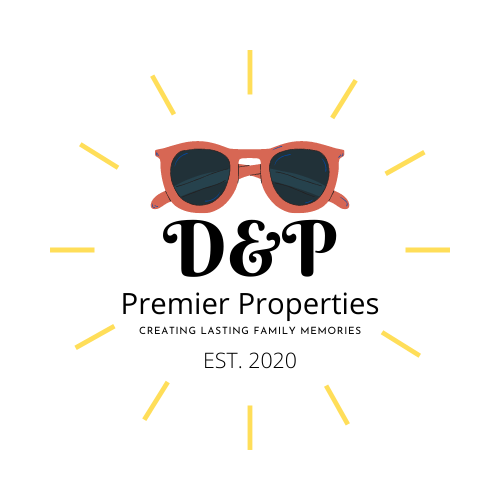 D&P
Premier Properties
CREATING LASTING FAMILY MEMORIES
EST. 2020